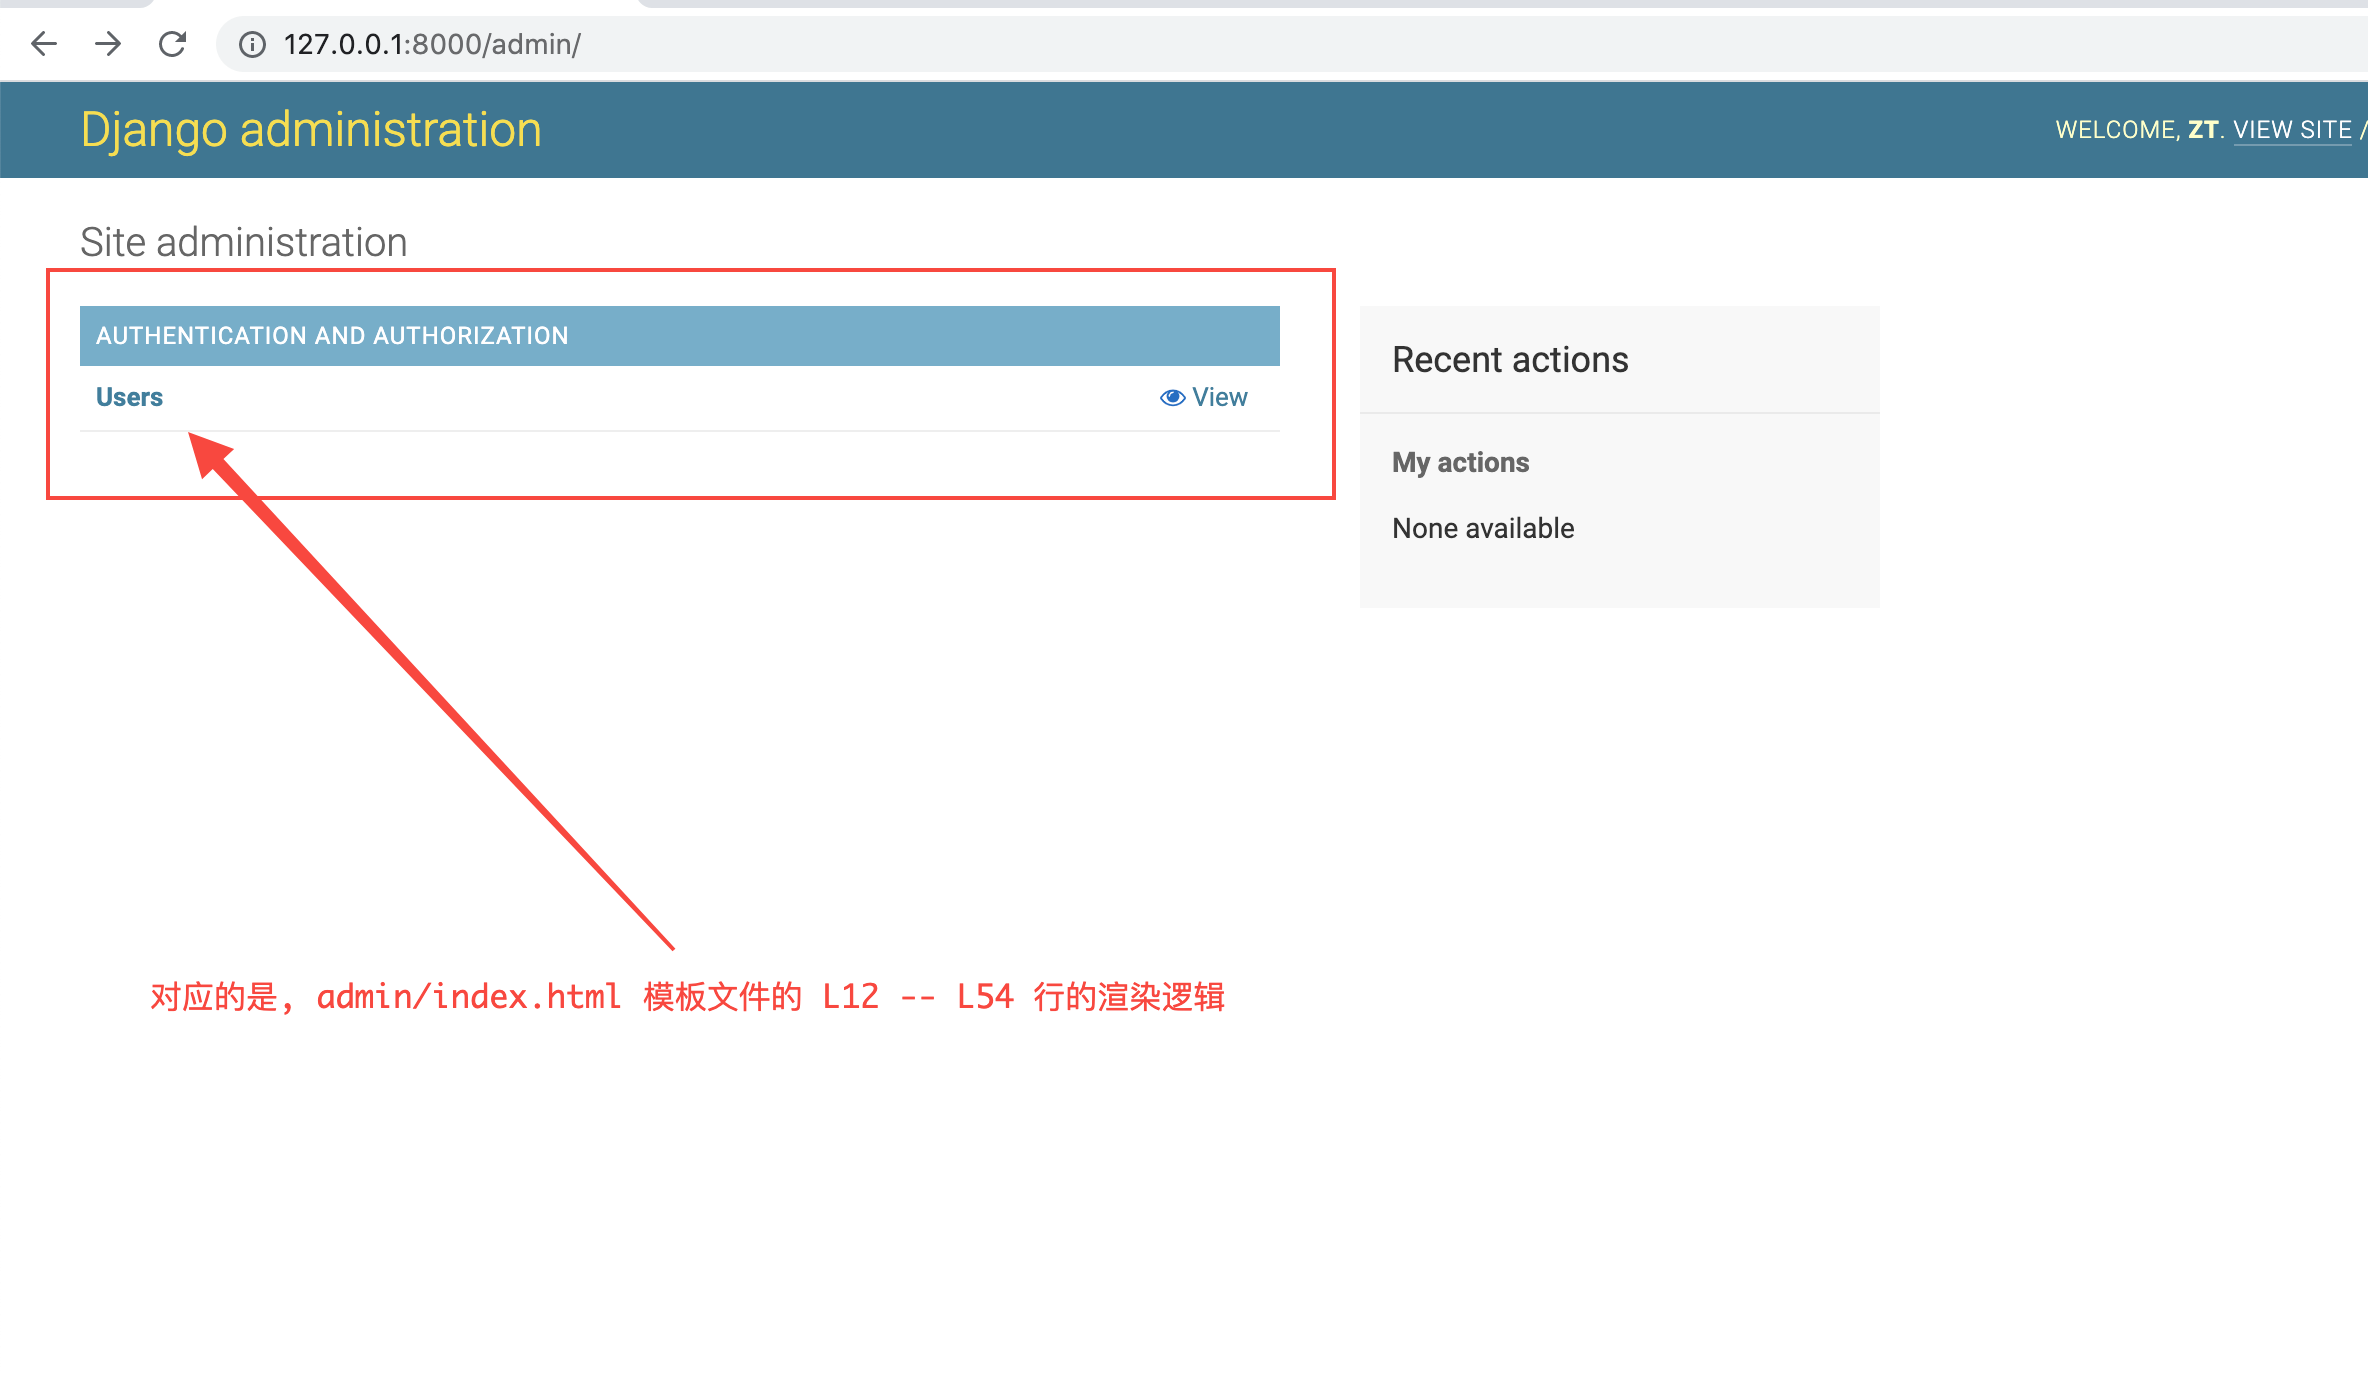 127.0.0.1:8000/admin/
Django administration
WELCOME, ZT. VIEW SITE /
Site administration
AUTHENTICATION AND AUTHORIZATION
Users
View
Recent actions
My actions
None available
对应的是, admin/index.html 模板文件的 L12 -- L54 行的渲染逻辑